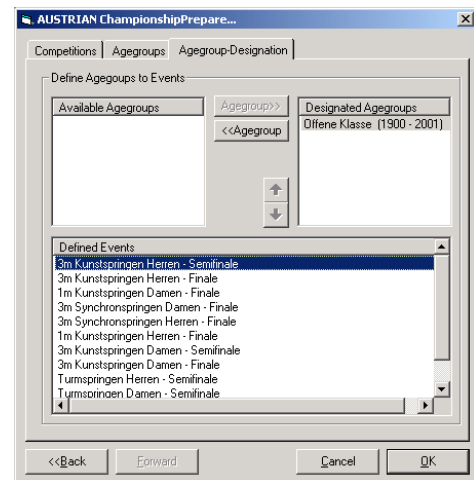 AUSTRIAN ChampionshipPrepare...
Competitions Agegroups Agegroup-Designation
Define Agegoups to Events
Available Agegroups
Agegroup>>
<<Agegroup
Designated Agegroups
Offene Klasse (1900 - 2001)
Defined Events
3m Kunstspringen Herren - Semifinale
3m Kunstspringen Herren - Finale
1m Kunstspringen Damen - Finale
3m Synchronspringen Damen - Finale
3m Synchronspringen Herren - Finale
1m Kunstspringen Herren - Finale
3m Kunstspringen Damen - Semifinale
3m Kunstspringen Damen - Finale
Turmspringen Herren - Semifinale
Turmspringen Damen - Semifinale
<<Back Forward Cancel OK